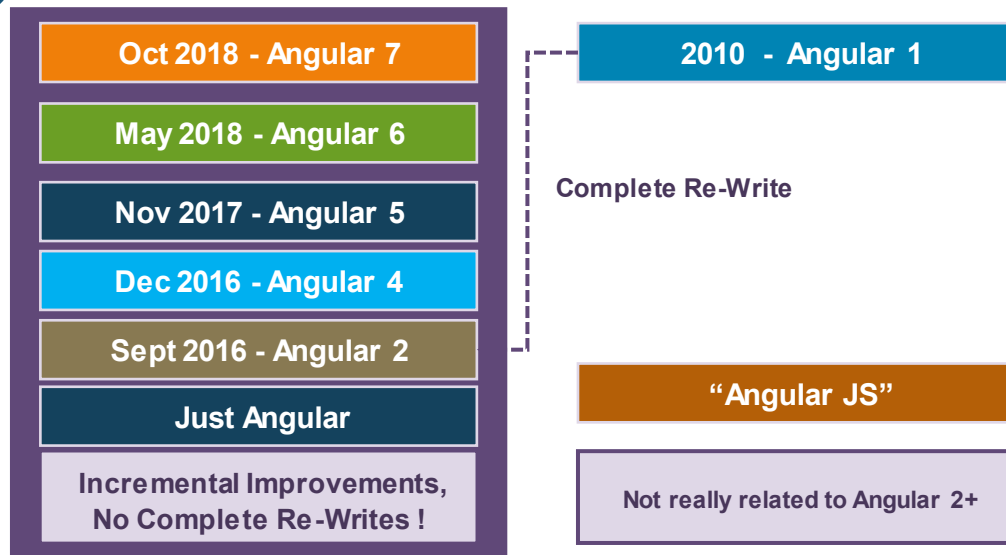 Oct 2018 - Angular 7
May 2018 - Angular 6
Nov 2017 - Angular 5
Dec 2016 - Angular 4
Sept 2016 - Angular 2
Just Angular
Incremental Improvements,
No Complete Re-Writes !
2010 - Angular 1
Complete Re-Write
“Angular JS”
Not really related to Angular 2+